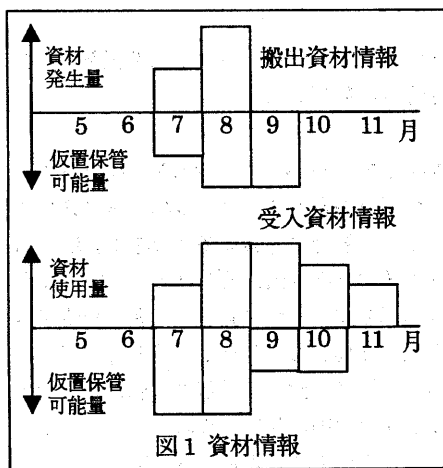 資材
発生量
搬出資材情報
5 6 7 8 9 10 11 月
仮置保管
可能量
受入資材情報
資材
使用量
5 6 7 8 9 10 11 月
仮置保管
可能量
図1 資材情報